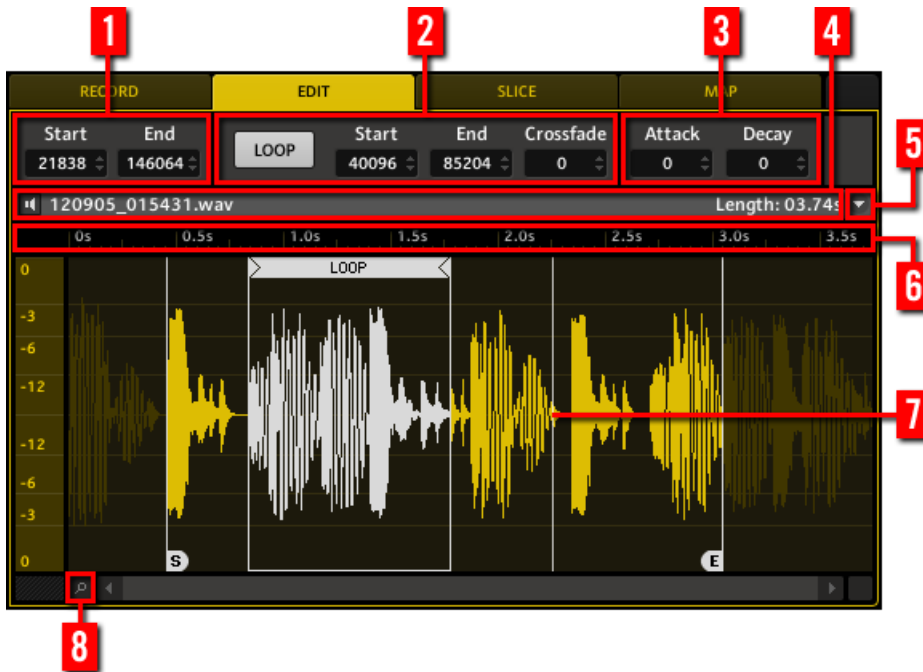 1 2 3 4
RECORD EDIT SLICE MAP
Start End LOOP Start End Crossfade Attack Decay
21838 146064 40096 85204 0 0 0
5
120905_015431.wav Length: 03.74s
0s 0.5s 1.0s 1.5s 2.0s 2.5s 3.0s 3.5s
6
0 LOOP
-3
-6
-12
7
-12
-6
-3
0 S E
8